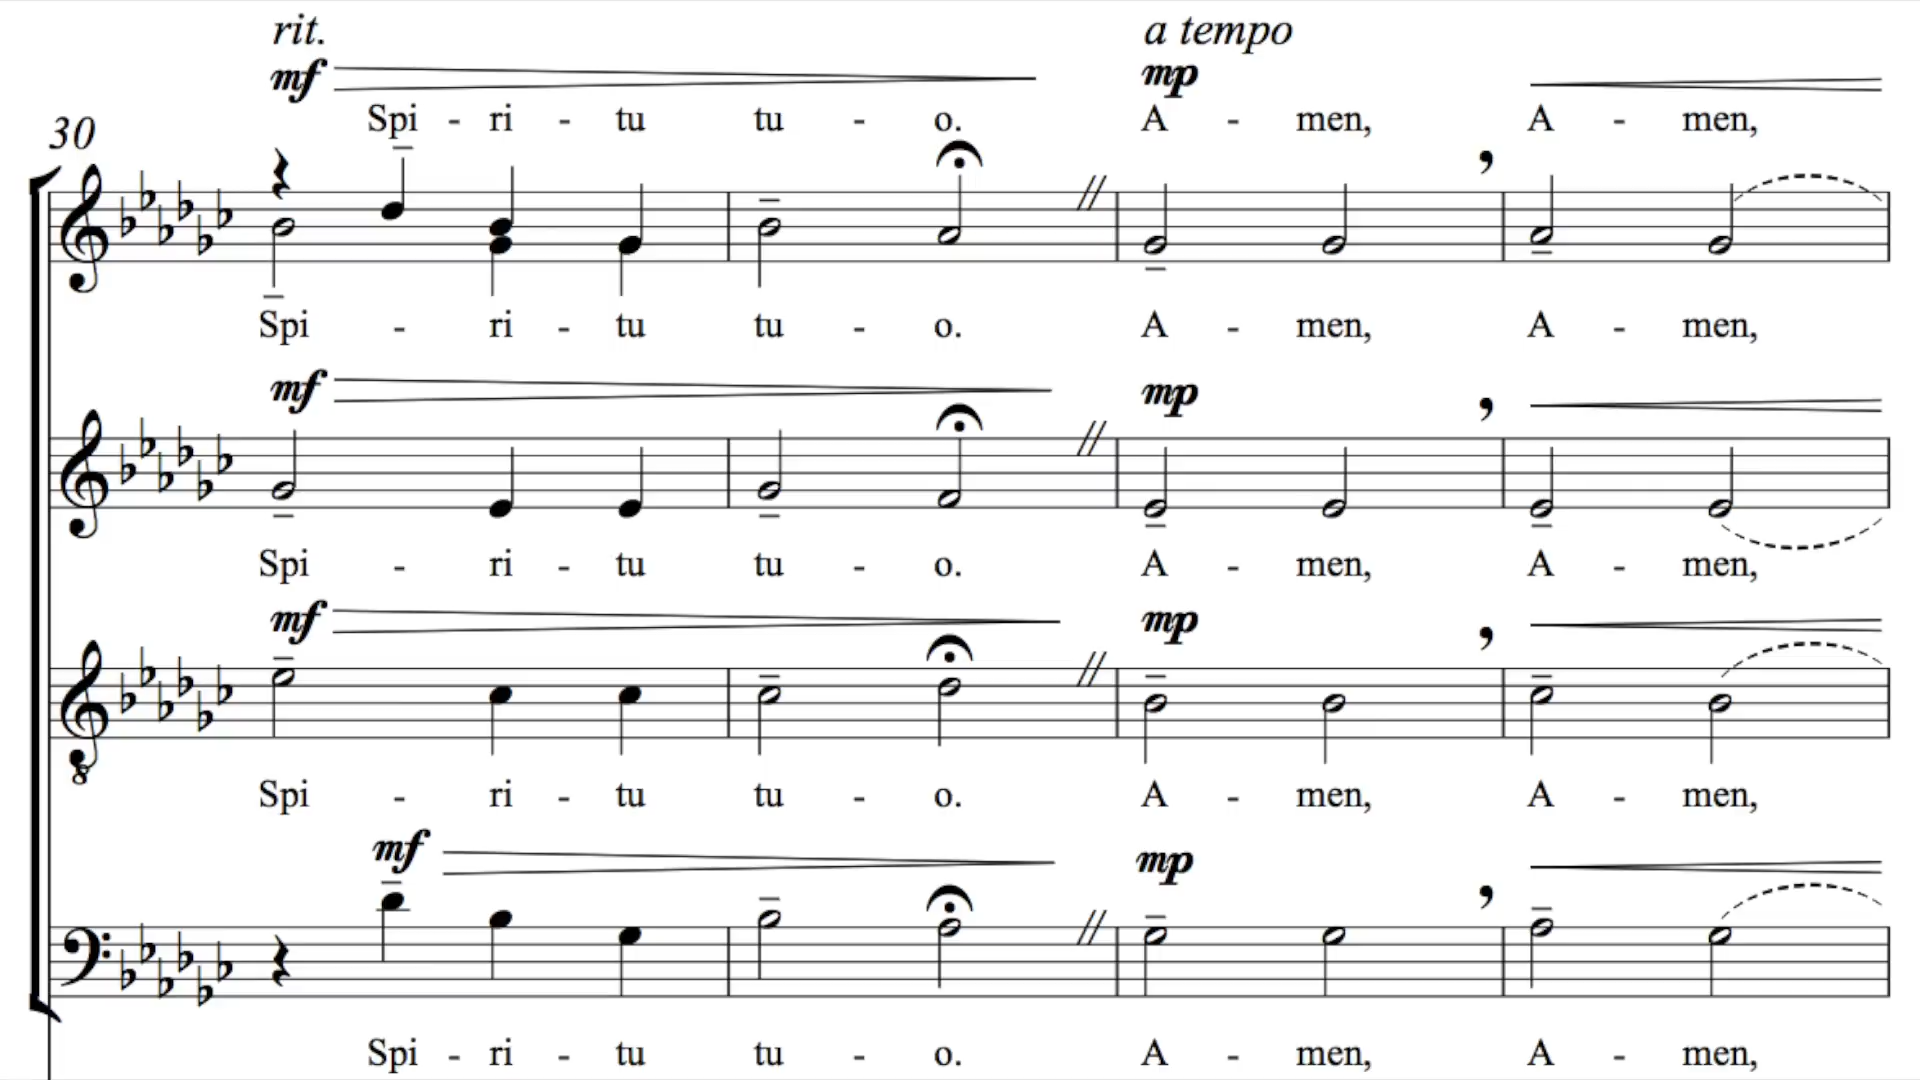 rit. a tempo
mf mp
Spi - ri - tu tu - o. A - men, A - men,
30
Spi - ri - tu tu - o. A - men, A - men,
mf mp
Spi - ri - tu tu - o. A - men, A - men,
mf mp
8
Spi - ri - tu tu - o. A - men, A - men,
mf mp
Spi - ri - tu tu - o. A - men, A - men,